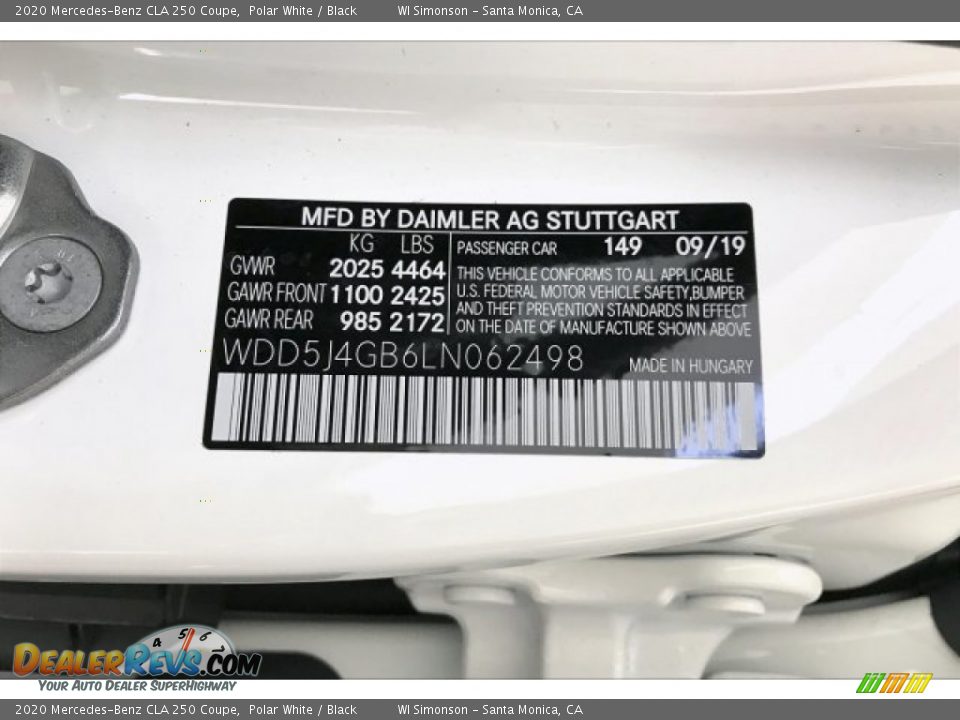 2020 Mercedes-Benz CLA 250 Coupe, Polar White / Black WI Simonson - Santa Monica, CA
MFD BY DAIMLER AG STUTTGART
KG LBS
GVWR 2025 4464
GAWR FRONT 1100 2425
GAWR REAR 985 2172
PASSENGER CAR 149 09/19
THIS VEHICLE CONFORMS TO ALL APPLICABLE
U.S. FEDERAL MOTOR VEHICLE SAFETY,BUMPER
AND THEFT PREVENTION STANDARDS IN EFFECT
ON THE DATE OF MANUFACTURE SHOWN ABOVE
WDD5J4GB6LN062498
MADE IN HUNGARY
4 5 6
DEALERREVS.COM
YOUR AUTO DEALER SUPERHIGHWAY
2020 Mercedes-Benz CLA 250 Coupe, Polar White / Black WI Simonson - Santa Monica, CA